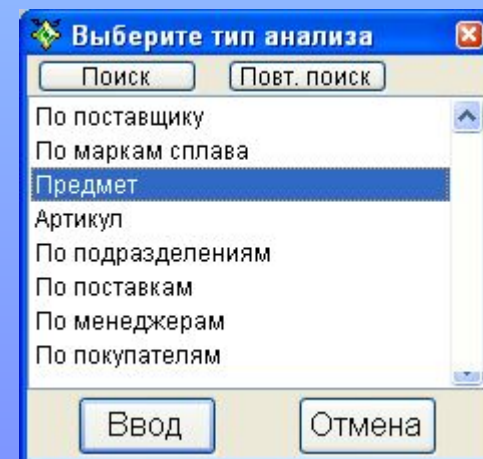 Выберите тип анализа
Поиск Повт. поиск
По поставщику
По маркам сплава
Предмет
Артикул
По подразделениям
По поставкам
По менеджерам
По покупателям
Ввод Отмена